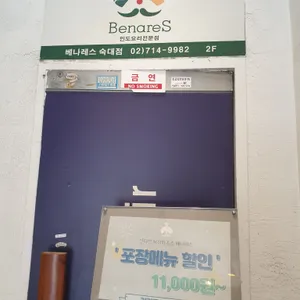 BenareS
인도요리전문점
베나레스 숙대점 02)714-9982 2F
금연
NO SMOKING
' 포장메뉴 할인 '
11,000원~